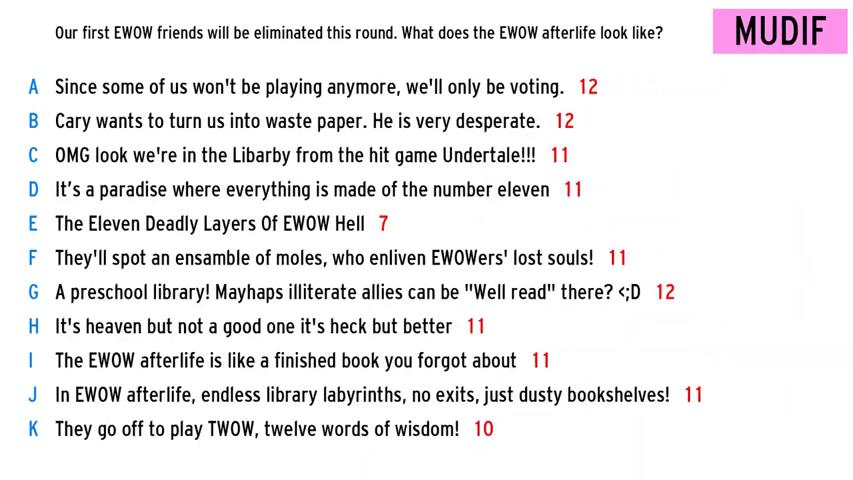 Our first EWOW friends will be eliminated this round. What does the EWOW afterlife look like?
MUDIF
A Since some of us won't be playing anymore, we'll only be voting. 12
B Cary wants to turn us into waste paper. He is very desperate. 12
C OMG look we're in the Libarby from the hit game Undertale!!! 11
D It’s a paradise where everything is made of the number eleven 11
E The Eleven Deadly Layers Of EWOW Hell 7
F They'll spot an ensamble of moles, who enliven EWOWers' lost souls! 11
G A preschool library! Mayhaps illiterate allies can be "Well read" there? <;D 12
H It's heaven but not a good one it's heck but better 11
I The EWOW afterlife is like a finished book you forgot about 11
J In EWOW afterlife, endless library labyrinths, no exits, just dusty bookshelves! 11
K They go off to play TWOW, twelve words of wisdom! 10